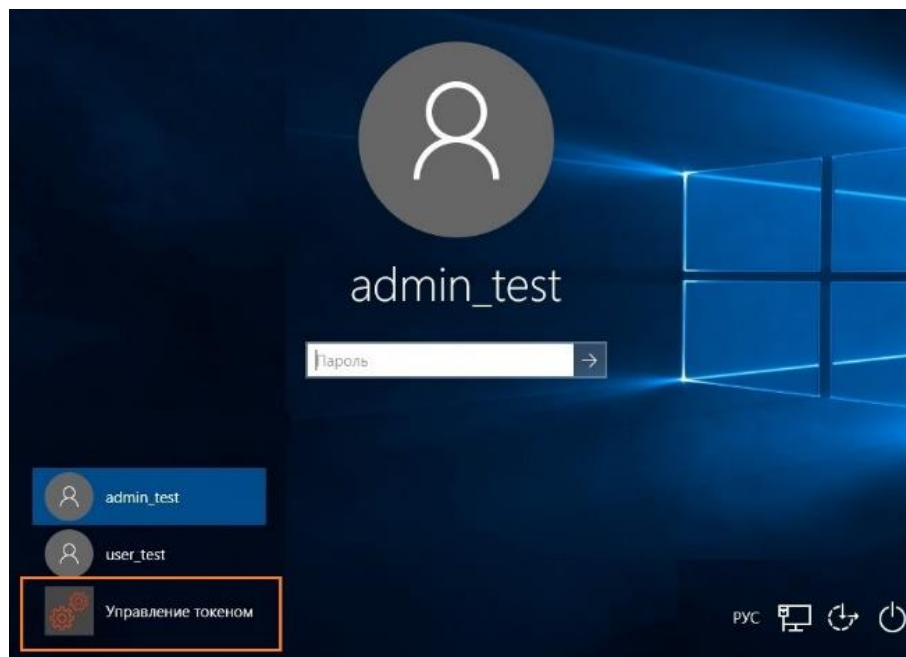 admin_test
Пароль
admin_test
user_test
Управление токеном
РУС